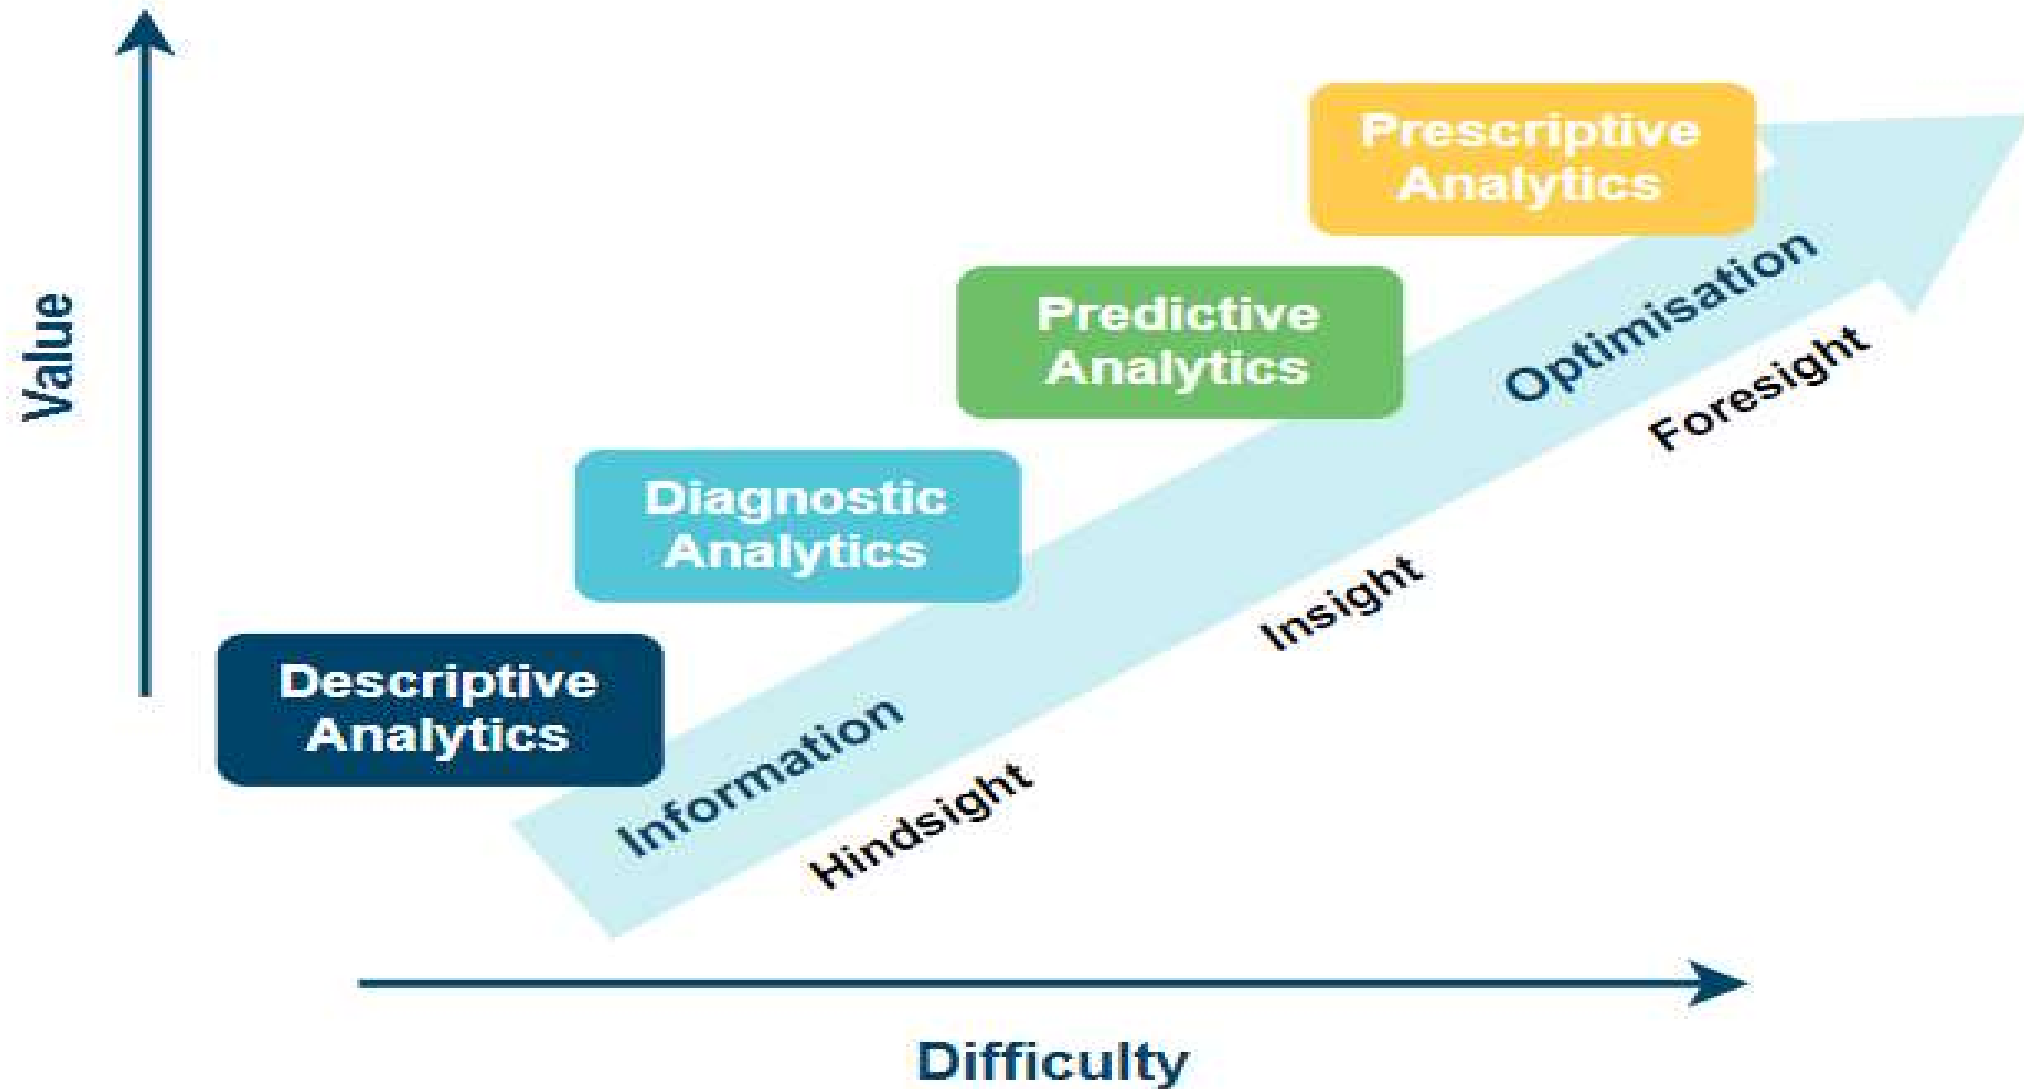 Value
Prescriptive
Analytics
Predictive
Analytics
Diagnostic
Analytics
Descriptive
Analytics
Information
Optimisation
Hindsight
Insight
Foresight
Difficulty